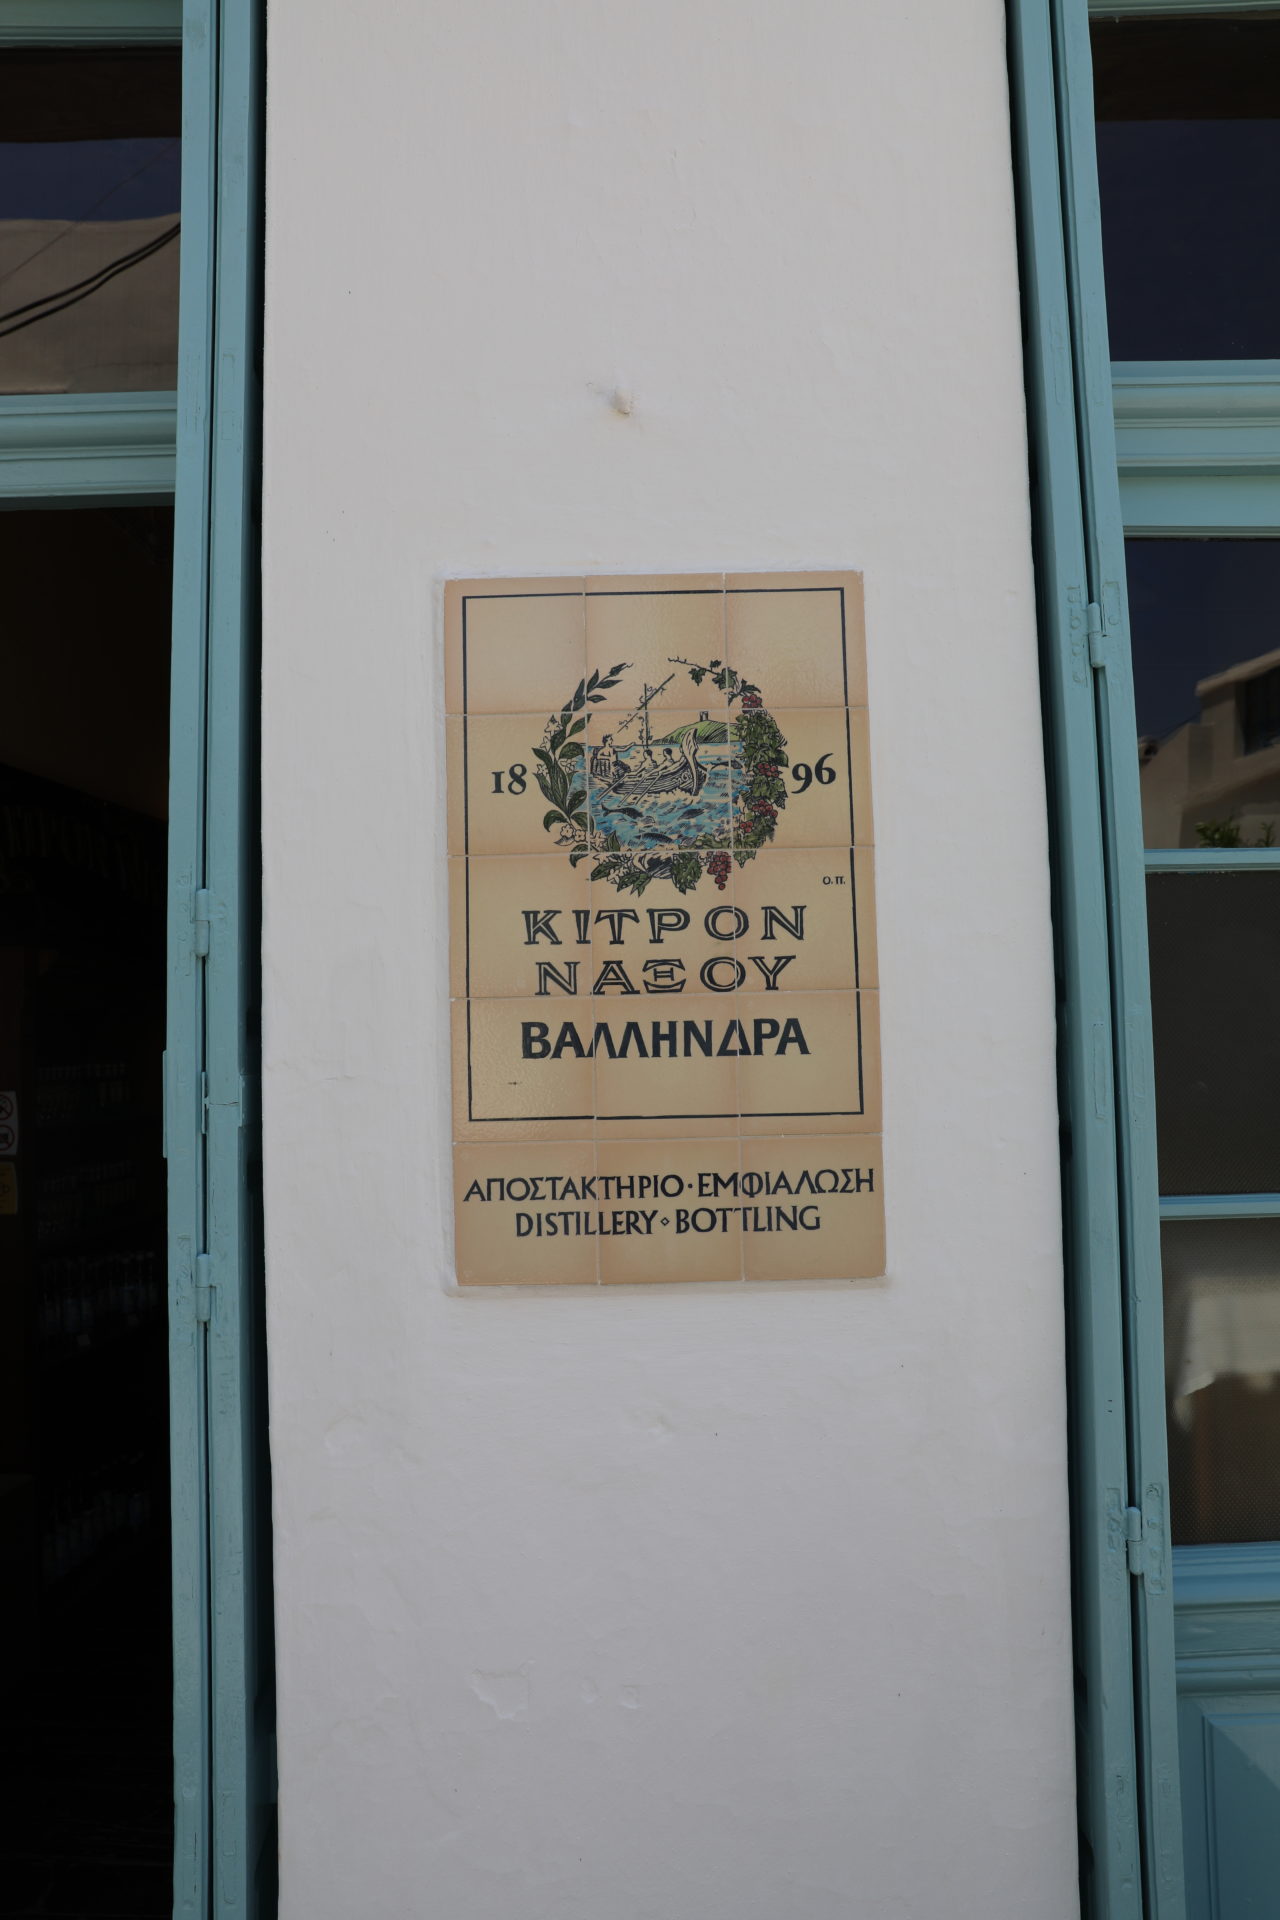 18 96
Ο.Π.
ΚΙΤΡΟΝ
ΝΑΞΟΥ
ΒΑΛΛΗΝΔΡΑ
ΑΠΟΣΤΑΚΤΗΡΙΟ·ΕΜΦΙΑΛΩΣΗ
DISTILLERY⋄BOTTLING